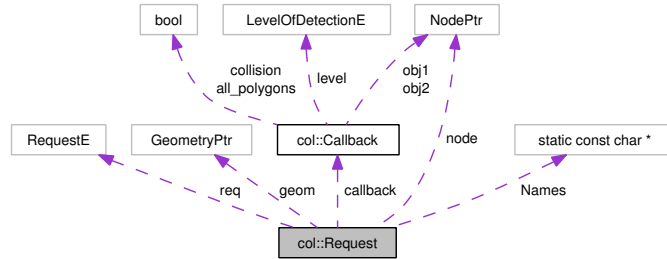 bool
LevelOfDetectionE
NodePtr
collision
all_polygons
level
obj1
obj2
RequestE
GeometryPtr
col::Callback
node
static const char *
req
geom
callback
Names
col::Request